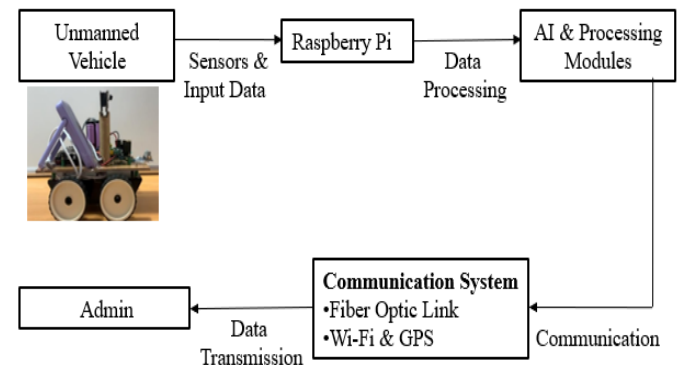 Unmanned
Vehicle
Sensors &
Input Data
Raspberry Pi
Data
Processing
AI & Processing
Modules
Communication
Communication System
•Fiber Optic Link
•Wi-Fi & GPS
Data
Transmission
Admin